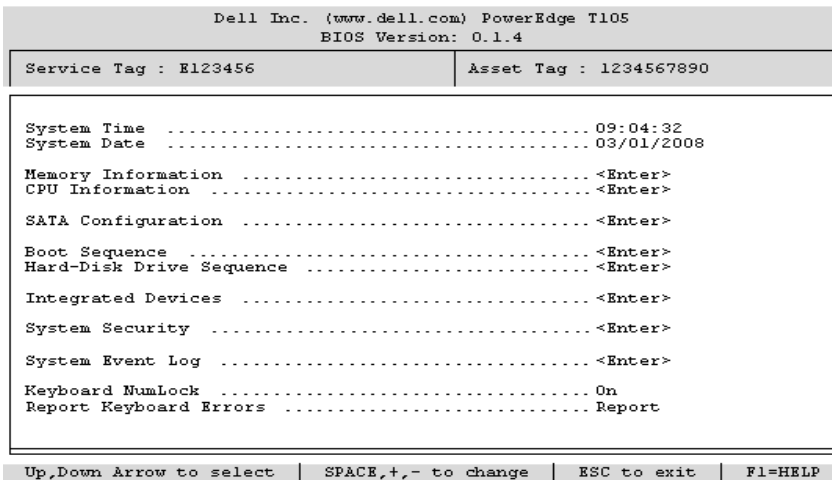 Dell Inc. (www.dell.com) PowerEdge T105
BIOS Version: 0.1.4
Service Tag : E123456 Asset Tag : 1234567890
System Time ........................................ 09:04:32
System Date ........................................ 03/01/2008
Memory Information ................................. <Enter>
CPU Information .................................... <Enter>
SATA Configuration ................................. <Enter>
Boot Sequence ...................................... <Enter>
Hard-Disk Drive Sequence ........................... <Enter>
Integrated Devices ................................. <Enter>
System Security .................................... <Enter>
System Event Log ................................... <Enter>
Keyboard NumLock ................................... On
Report Keyboard Errors ............................. Report
Up,Down Arrow to select | SPACE,+,- to change | ESC to exit | F1=HELP